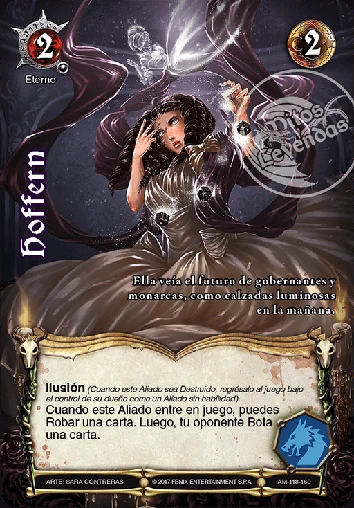 2
2
Eterno
Mitos y
Leyendas
Hoffern
Ella veía el futuro de gobernantes y
monarcas, como calzadas luminosas
en la mañana.
Ilusión (Cuando este Aliado sea Destruido, regrésalo al juego bajo
el control de su dueño como un Aliado sin habilidad).
Cuando este Aliado entre en juego, puedes
Robar una carta. Luego, tu oponente Bota
una carta.
ARTE: SARA CONTRERAS
© 2017 FENIX ENTERTAINMENT S.P.A.